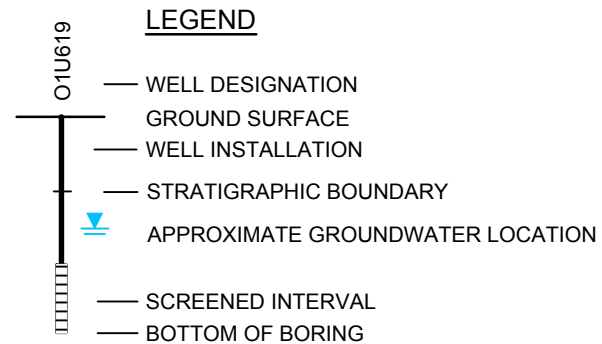 LEGEND
O1U619
WELL DESIGNATION
GROUND SURFACE
WELL INSTALLATION
STRATIGRAPHIC BOUNDARY
APPROXIMATE GROUNDWATER LOCATION
SCREENED INTERVAL
BOTTOM OF BORING